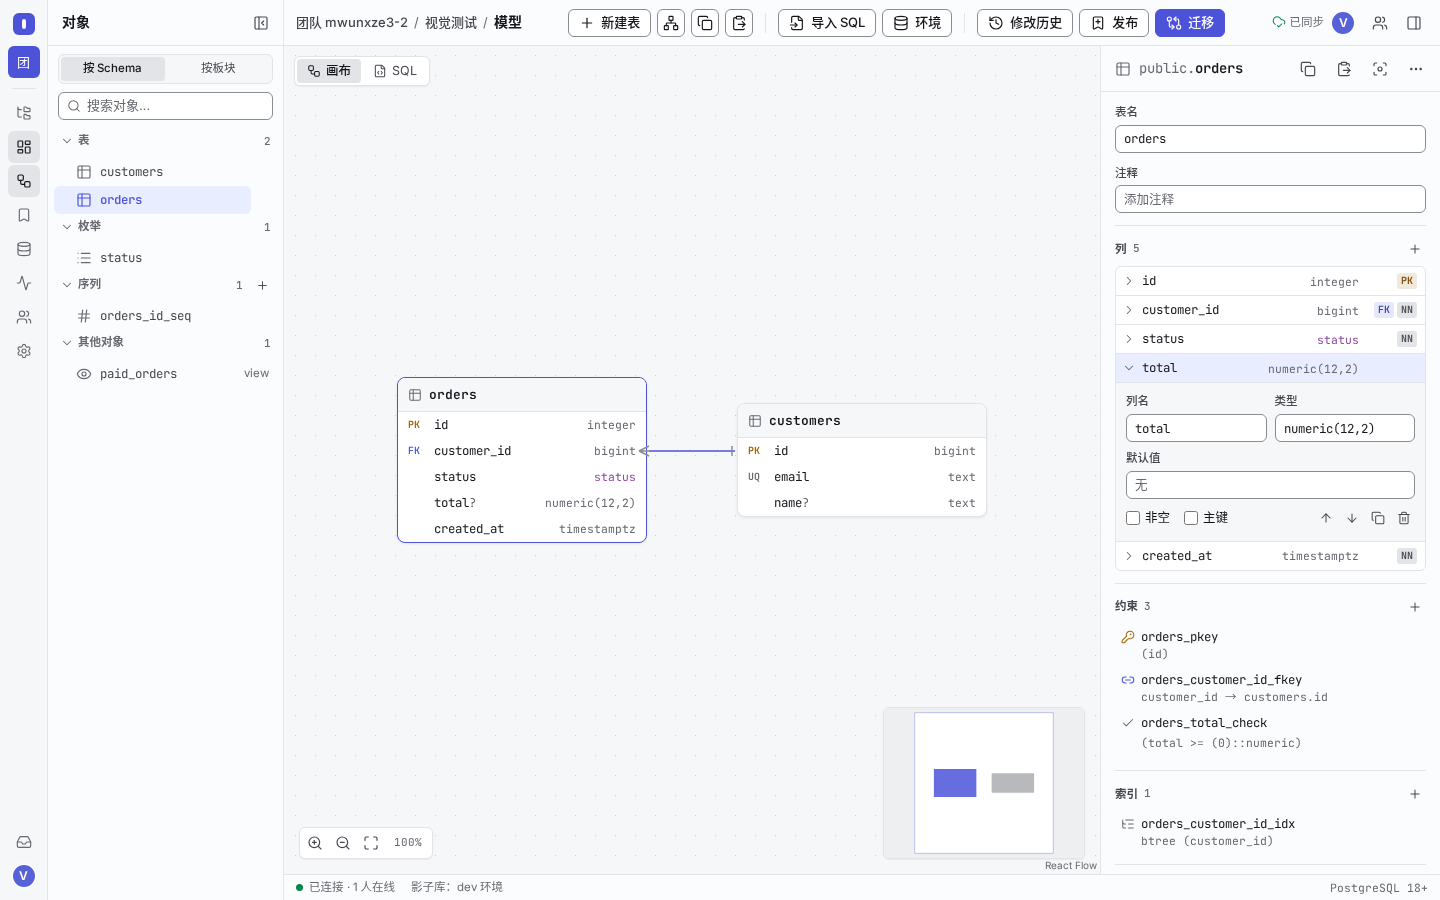 团
V
对象
按 Schema
按板块
搜索对象...
表 2
customers
orders
枚举 1
status
序列 1
orders_id_seq
其他对象 1
paid_orders view
团队 mwunxze3-2 / 视觉测试 / 模型
新建表
导入 SQL
环境
修改历史
发布
迁移
已同步
V
画布
SQL
orders
PK id integer
FK customer_id bigint
status status
total? numeric(12,2)
created_at timestamptz
customers
PK id bigint
UQ email text
name? text
100%
React Flow
已连接 · 1 人在线
影子库：dev 环境
PostgreSQL 18+
public.orders
表名
orders
注释
添加注释
列 5
id integer PK
customer_id bigint FK NN
status status NN
total numeric(12,2)
列名 类型
total numeric(12,2)
默认值
无
非空 主键
created_at timestamptz NN
约束 3
orders_pkey
(id)
orders_customer_id_fkey
customer_id → customers.id
orders_total_check
(total >= (0)::numeric)
索引 1
orders_customer_id_idx
btree (customer_id)